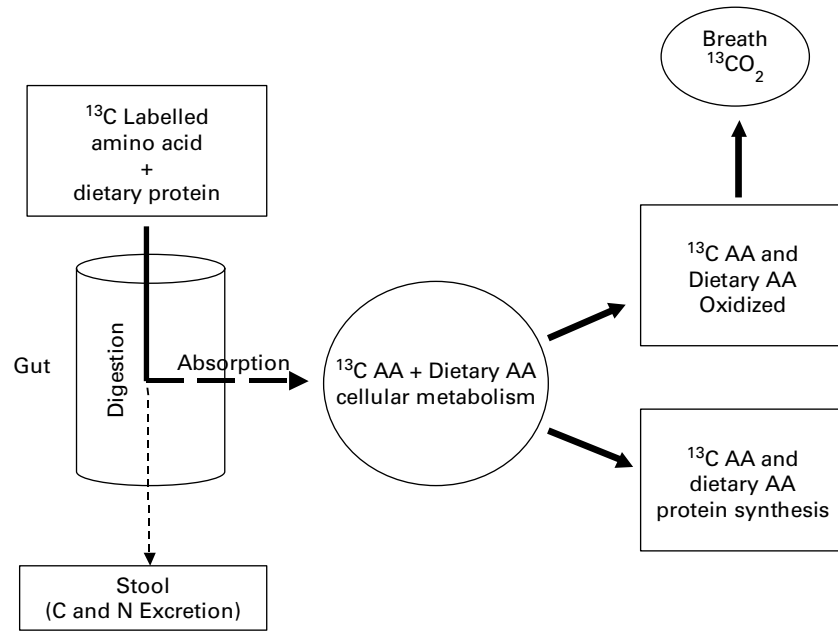 Breath
¹³CO₂
¹³C Labelled
amino acid
+
dietary protein
¹³C AA and
Dietary AA
Oxidized
Gut
Digestion
Absorption
¹³C AA + Dietary AA
cellular metabolism
¹³C AA and
dietary AA
protein synthesis
Stool
(C and N Excretion)